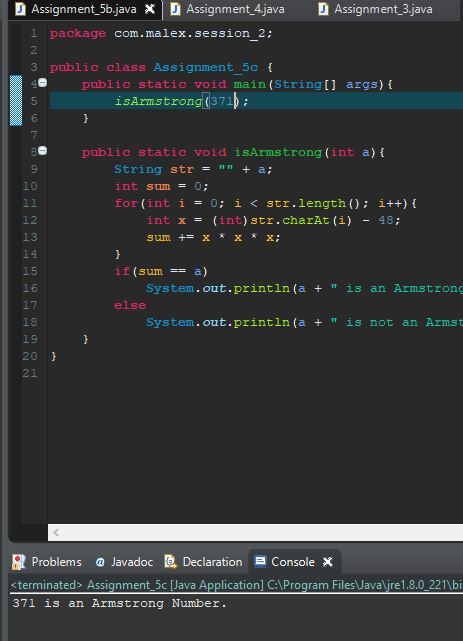 Assignment_5b.java Assignment_4.java Assignment_3.java
1 package com.malex.session_2;
2
3 public class Assignment_5c {
4 public static void main(String[] args){
5 isArmstrong(371);
6 }
7
8 public static void isArmstrong(int a){
9 String str = "" + a;
10 int sum = 0;
11 for(int i = 0; i < str.length(); i++){
12 int x = (int)str.charAt(i) - 48;
13 sum += x * x * x;
14 }
15 if(sum == a)
16 System.out.println(a + " is an Armstrong
17 else
18 System.out.println(a + " is not an Armst
19 }
20 }
21
Problems @ Javadoc Declaration Console
<terminated> Assignment_5c [Java Application] C:\Program Files\Java\jre1.8.0_221\bi
371 is an Armstrong Number.